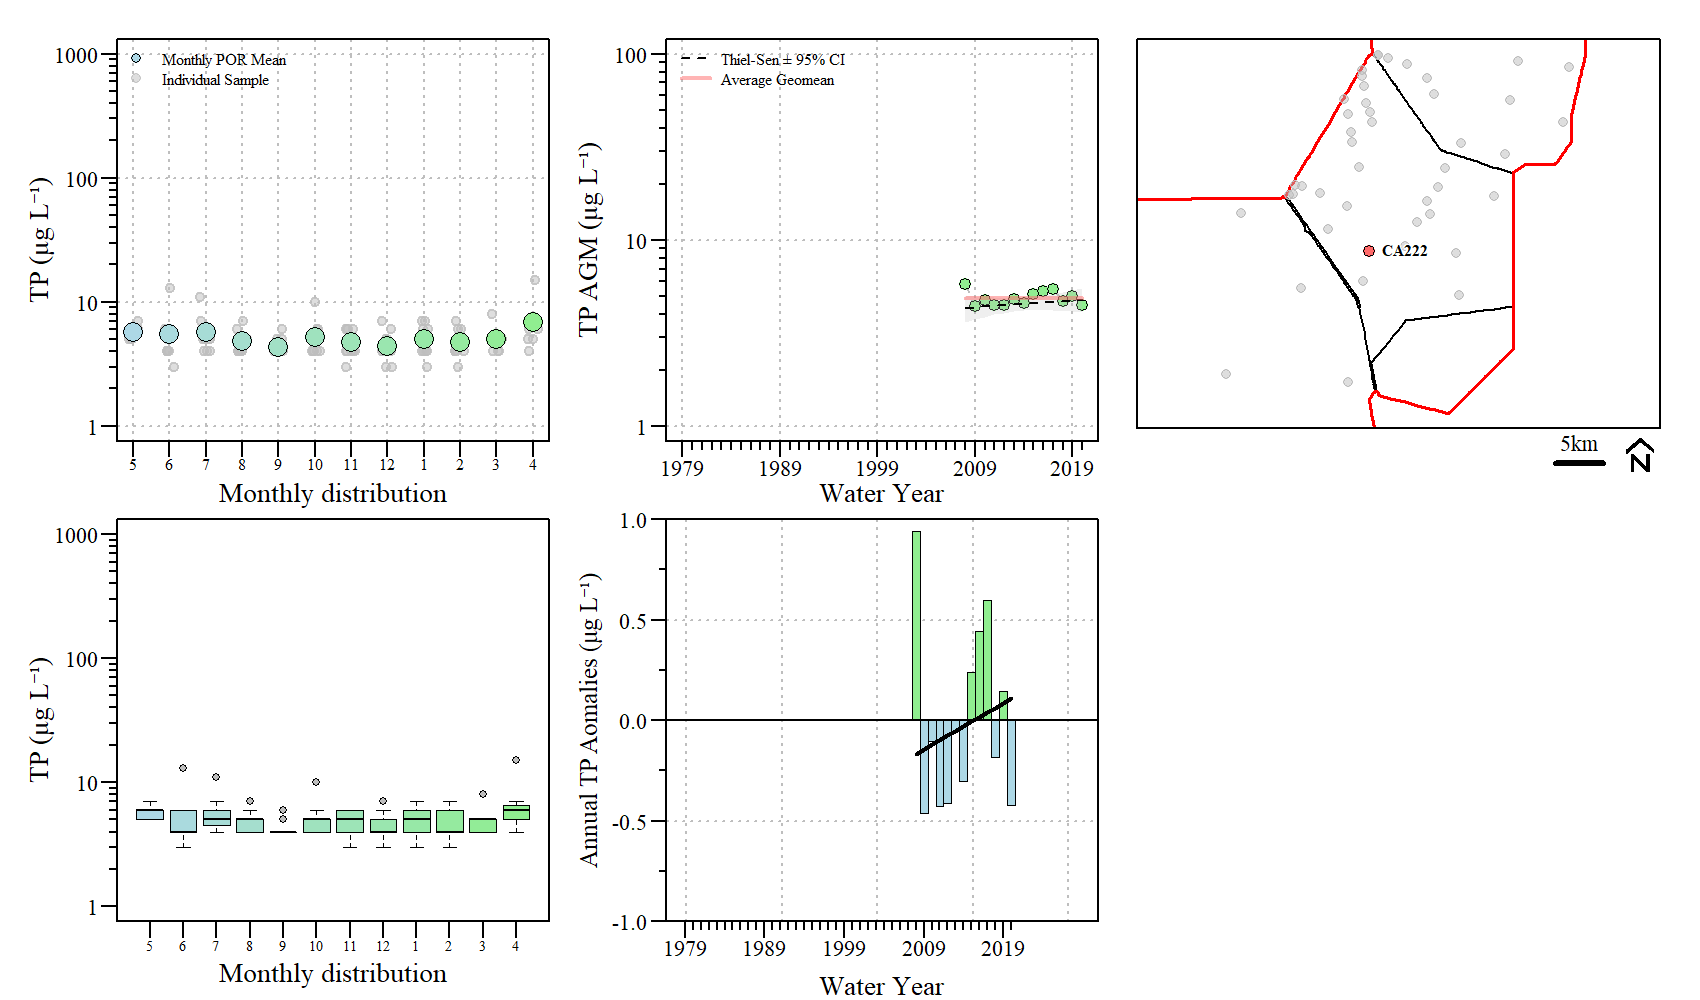 1000
100
10
1
TP (µg L⁻¹)
Monthly POR Mean
Individual Sample
5 6 7 8 9 10 11 12 1 2 3 4
Monthly distribution
100
10
1
TP AGM (µg L⁻¹)
Thiel-Sen ± 95% CI
Average Geomean
1979 1989 1999 2009 2019
Water Year
CA222
5km
N
1000
100
10
1
TP (µg L⁻¹)
5 6 7 8 9 10 11 12 1 2 3 4
Monthly distribution
1.0
0.5
0.0
-0.5
-1.0
Annual TP Aomalies (µg L⁻¹)
1979 1989 1999 2009 2019
Water Year